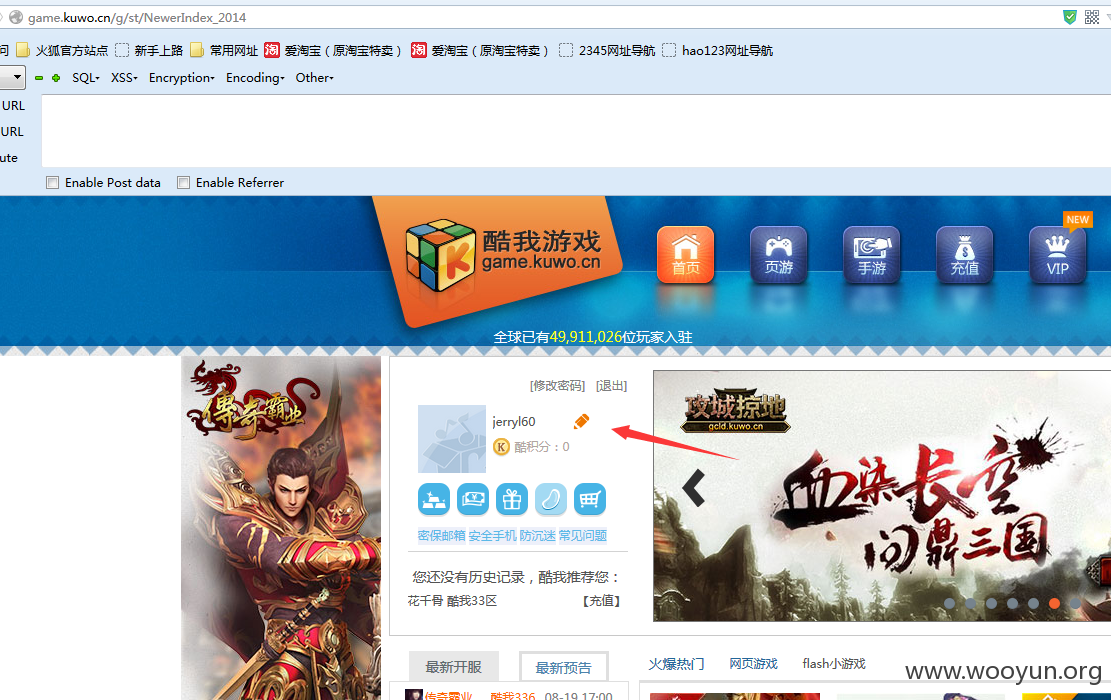 game.kuwo.cn/g/st/NewerIndex_2014
问 火狐官方站点 新手上路 常用网址 淘 爱淘宝（原淘宝特卖） 淘 爱淘宝（原淘宝特卖） 2345网址导航 hao123网址导航
SQL XSS Encryption Encoding Other
URL
URL
ute
Enable Post data Enable Referrer
NEW
酷我游戏
game.kuwo.cn
首页 页游 手游 充值 VIP
全球已有49,911,026位玩家入驻
傳奇霸业
[修改密码] [退出]
jerryl60
K 酷积分：0
密保邮箱 安全手机 防沉迷 常见问题
您还没有历史记录，酷我推荐您：
花千骨 酷我33区 【充值】
攻城掠地
gcld.kuwo.cn
血染长空
问鼎三国
最新开服 最新预告 火爆热门 网页游戏 flash小游戏
传奇霸业 酷我336 08-19 17:00
www.wooyun.org